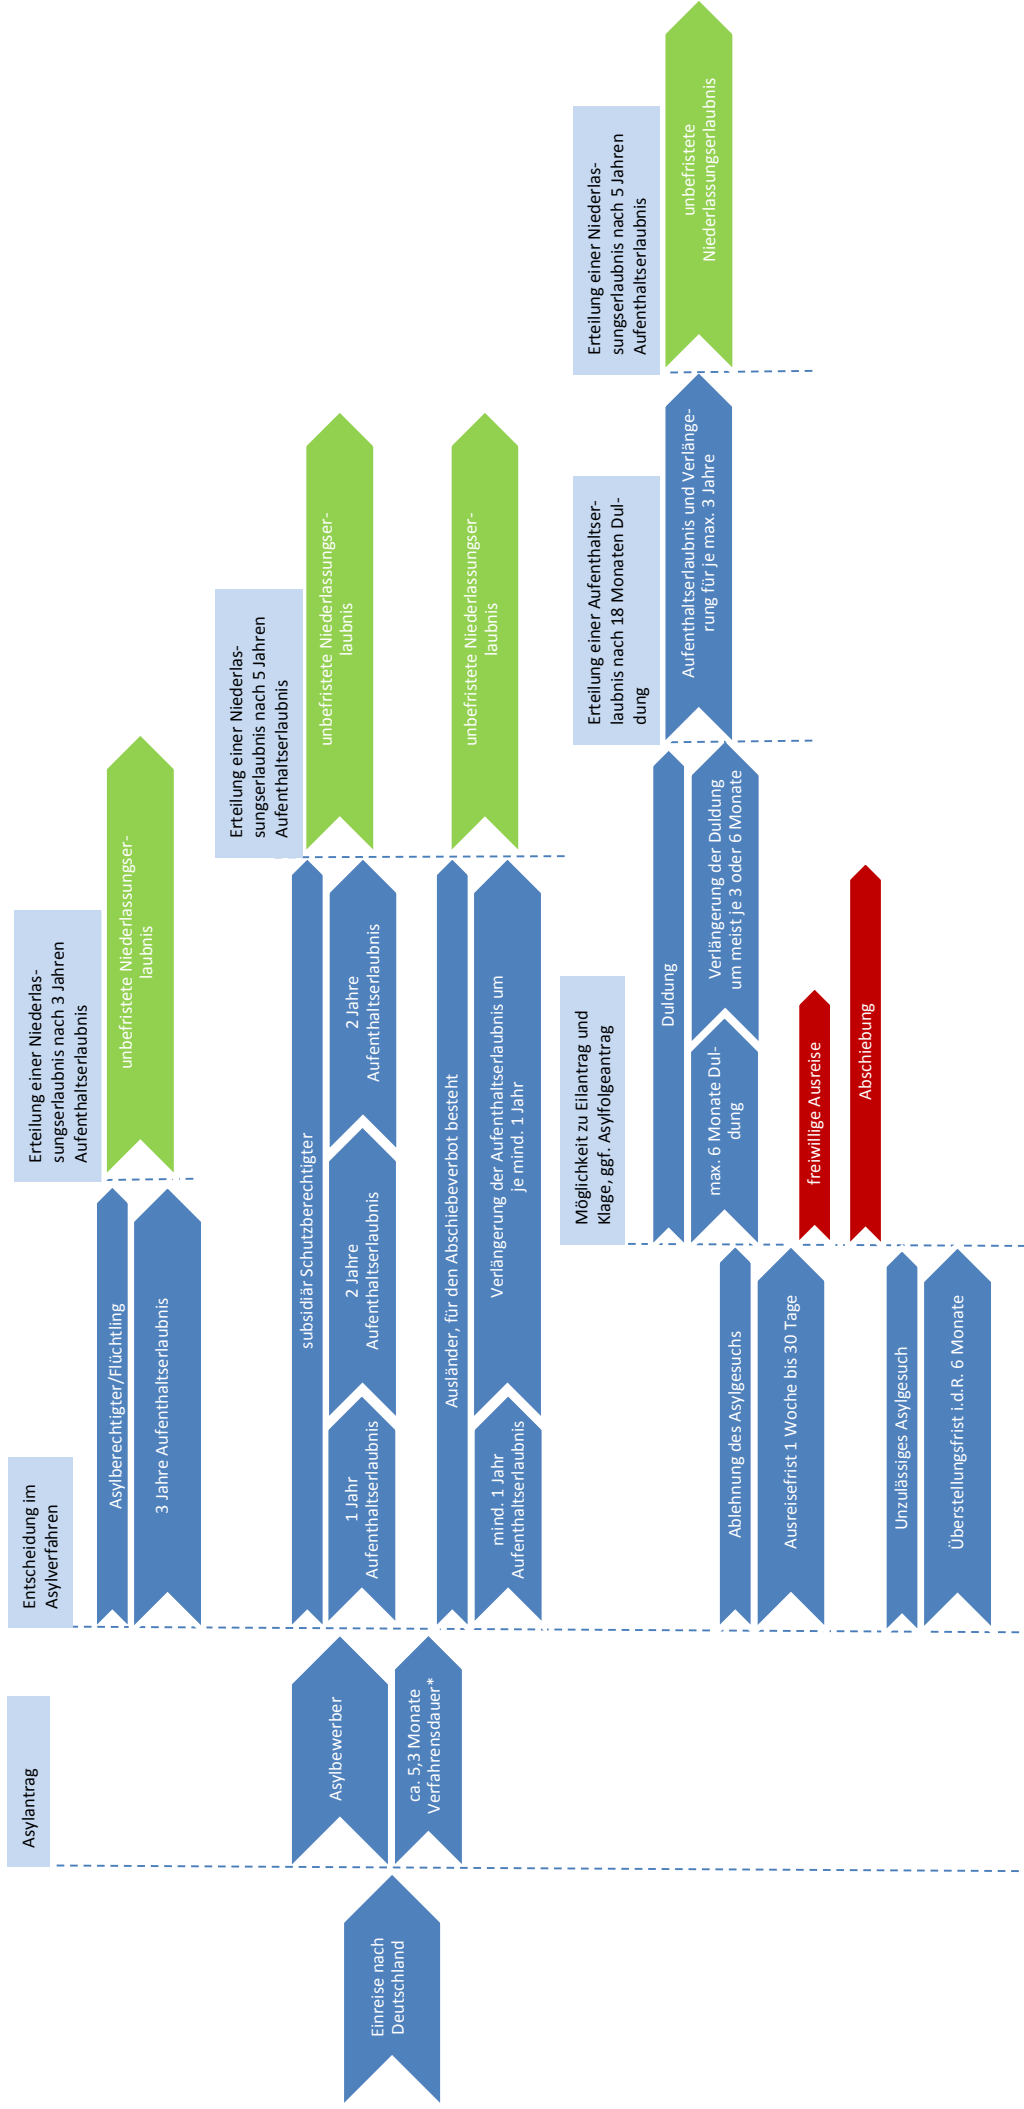 Einreise nach
Deutschland
Asylantrag
Asylbewerber
ca. 5,3 Monate
Verfahrensdauer*
Entscheidung im
Asylverfahren
Asylberechtigter/Flüchtling
3 Jahre Aufenthaltserlaubnis
Erteilung einer Niederlas-
sungserlaubnis nach 3 Jahren
Aufenthaltserlaubnis
unbefristete Niederlassungser-
laubnis
subsidiär Schutzberechtigter
1 Jahr
Aufenthaltserlaubnis
2 Jahre
Aufenthaltserlaubnis
2 Jahre
Aufenthaltserlaubnis
Erteilung einer Niederlas-
sungserlaubnis nach 5 Jahren
Aufenthaltserlaubnis
unbefristete Niederlassungser-
laubnis
Ausländer, für den Abschiebeverbot besteht
mind. 1 Jahr
Aufenthaltserlaubnis
Verlängerung der Aufenthaltserlaubnis um
je mind. 1 Jahr
unbefristete Niederlassungser-
laubnis
Ablehnung des Asylgesuchs
Ausreisefrist 1 Woche bis 30 Tage
Unzulässiges Asylgesuch
Überstellungsfrist i.d.R. 6 Monate
Möglichkeit zu Eilantrag und
Klage, ggf. Asylfolgeantrag
Duldung
max. 6 Monate Dul-
dung
Verlängerung der Duldung
um meist je 3 oder 6 Monate
freiwillige Ausreise
Abschiebung
Erteilung einer Aufenthaltser-
laubnis nach 18 Monaten Dul-
dung
Aufenthaltserlaubnis und Verlänge-
rung für je max. 3 Jahre
Erteilung einer Niederlas-
sungserlaubnis nach 5 Jahren
Aufenthaltserlaubnis
unbefristete
Niederlassungserlaubnis